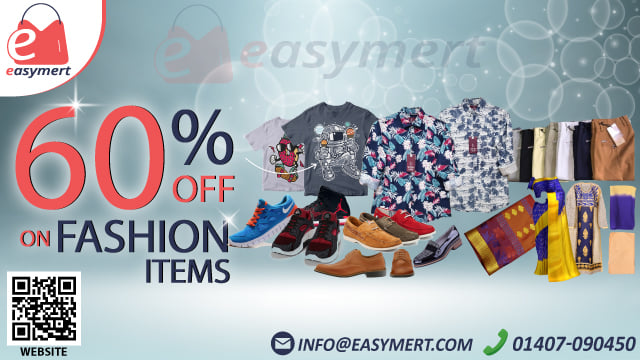 easymert
easymert
60%
OFF
ON FASHION
ITEMS
WEBSITE
INFO@EASYMERT.COM
01407-090450